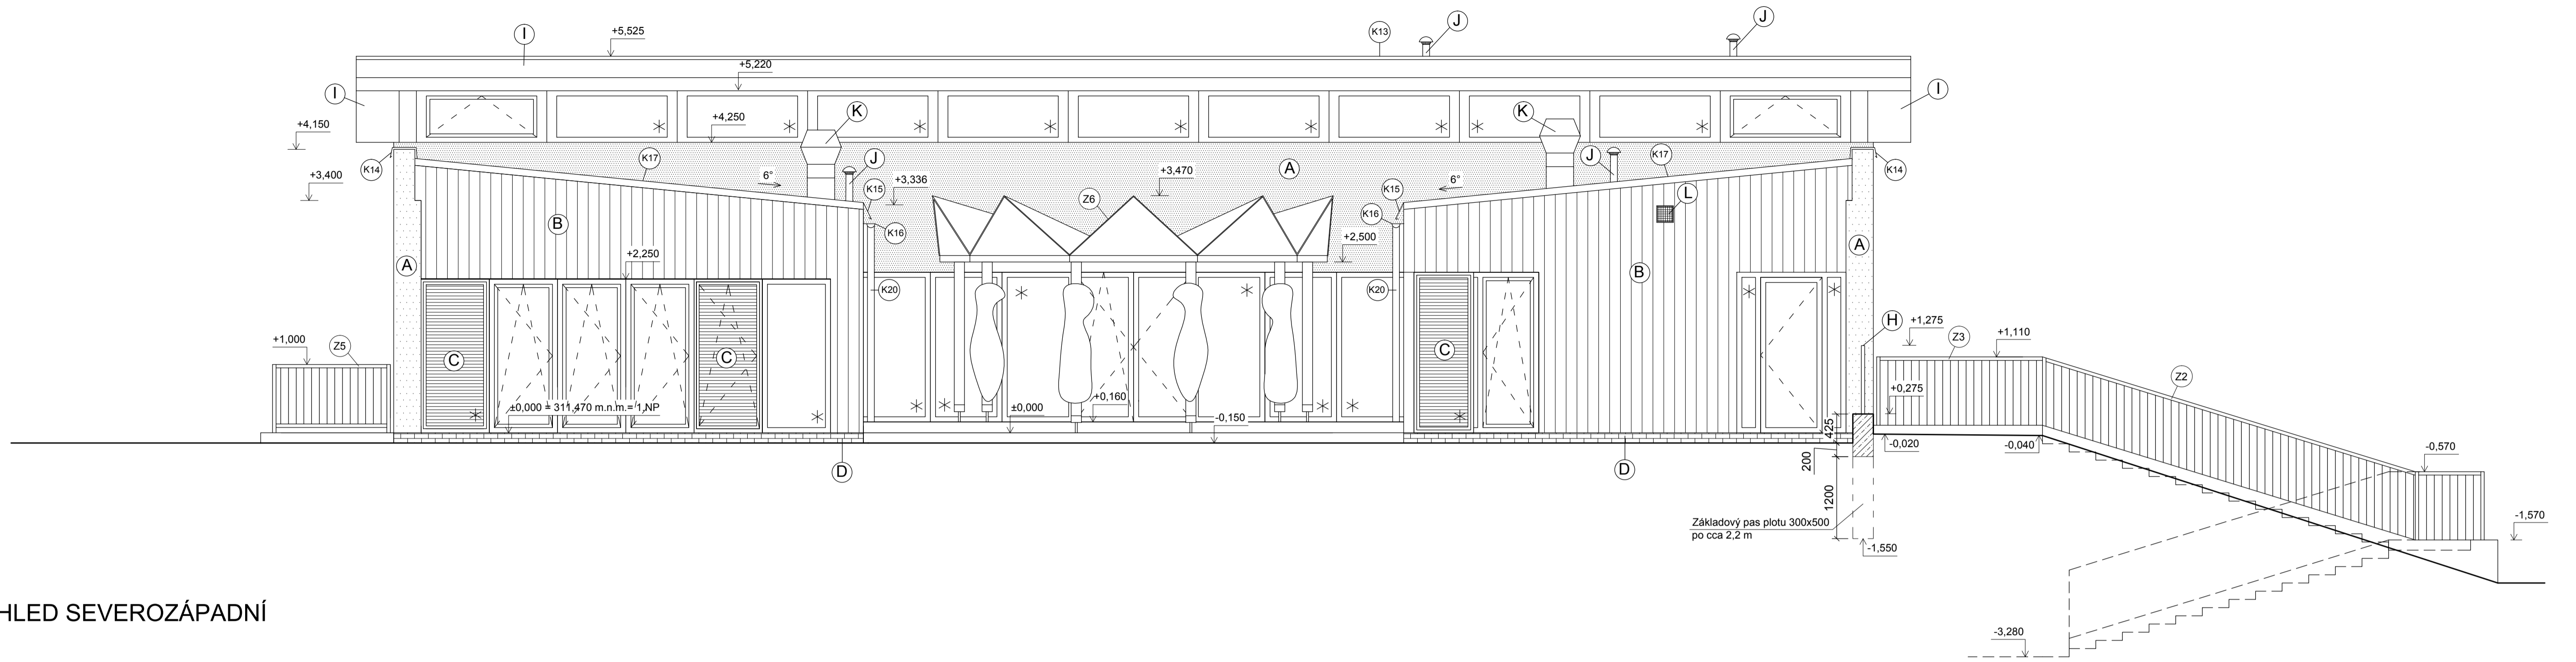 I
+5,525
K13
J
J
+5,220
I
I
K
K
+4,250
+4,150
K14
K17
J
A
J
K17
K14
+3,400
6°
K15
+3,336
+3,470
K15
6°
L
Z6
B
K16
K16
+2,500
B
A
A
+2,250
K20
K20
H
+1,275
+1,110
Z3
+1,000
Z5
C
C
C
Z2
+0,275
±0,000 = 311,470 m.n.m.= 1.NP
±0,000
+0,160
-0,150
425
-0,020
-0,040
-0,570
D
D
200
1200
Základový pas plotu 300x500
po cca 2,2 m
-1,550
-1,570
HLED SEVEROZÁPADNÍ
-3,280